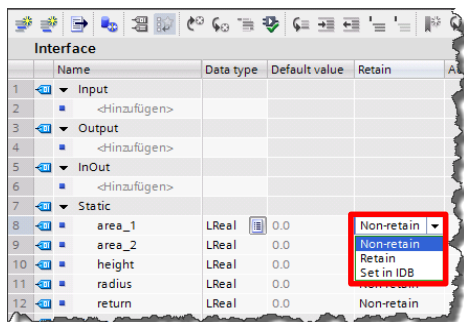 Interface
Name Data type Default value Retain
1 Input
2 <Hinzufügen>
3 Output
4 <Hinzufügen>
5 InOut
6 <Hinzufügen>
7 Static
8 area_1 LReal 0.0 Non-retain
9 area_2 LReal 0.0 Non-retain
10 height LReal 0.0 Retain
Set in IDB
11 radius LReal 0.0 Non-retain
12 return LReal 0.0 Non-retain